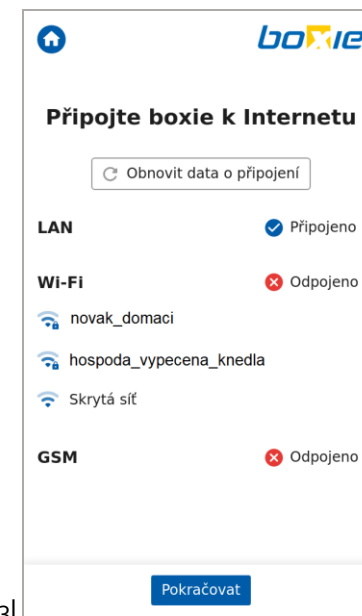 boxie
Připojte boxie k Internetu
Obnovit data o připojení
LAN Připojeno
Wi-Fi Odpojeno
novak_domaci
hospoda_vypecena_knedla
Skrytá síť
GSM Odpojeno
Pokračovat